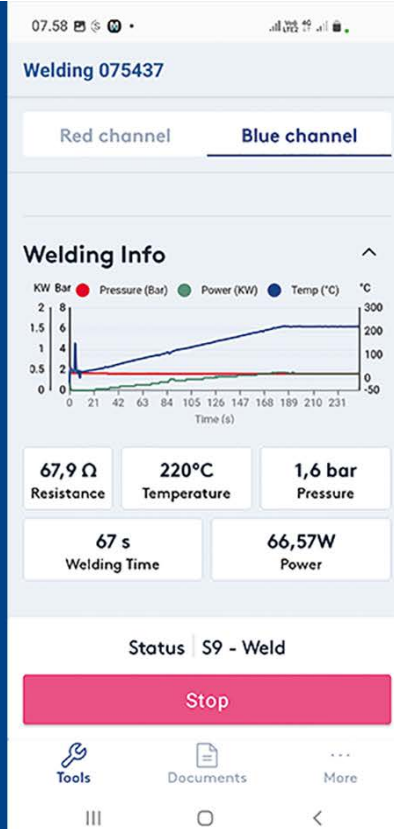 07.58
Welding 075437
Red channel Blue channel
Welding Info
KW Bar Pressure (Bar) Power (KW) Temp (°C) °C
2 8 300
1.5 6 200
1 4 100
0.5 2 0
0 0 -50
0 21 42 63 84 105 126 147 168 189 210 231
Time (s)
67,9 Ω 220°C 1,6 bar
Resistance Temperature Pressure
67 s 66,57W
Welding Time Power
Status S9 - Weld
Stop
Tools Documents More